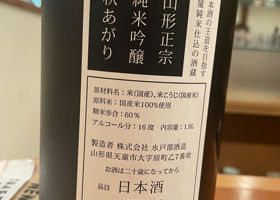 日本酒の王道を目指す
量純米仕込の酒蔵
山形正宗
純米吟醸
秋あがり
原材料名:米(国産)、米こうじ(国産米)
原料米:国産米100%使用
精米歩合:60%
アルコール分:16度 内容量:1.8L
製造者 株式会社 水戸部酒造
山形県天童市大字原町乙7番地
お酒は二十歳になってから
品目 日本酒